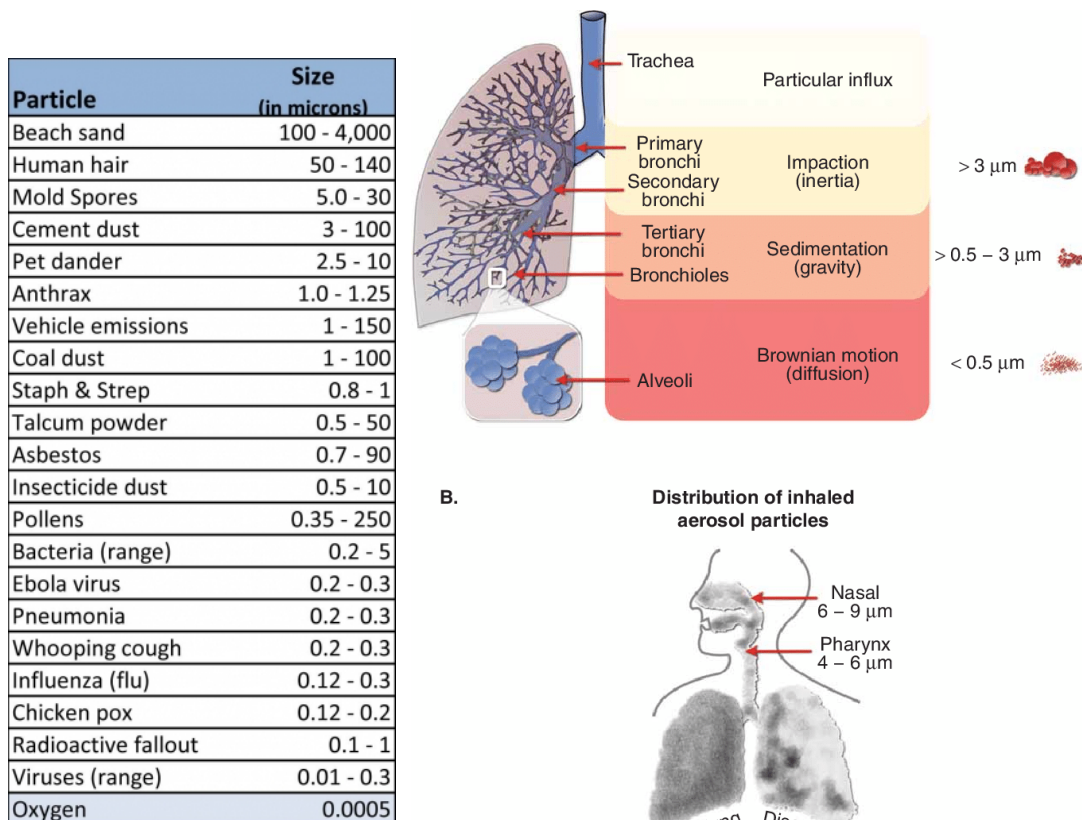 Particle Size (in microns)
Beach sand 100 - 4,000
Human hair 50 - 140
Mold Spores 5.0 - 30
Cement dust 3 - 100
Pet dander 2.5 - 10
Anthrax 1.0 - 1.25
Vehicle emissions 1 - 150
Coal dust 1 - 100
Staph & Strep 0.8 - 1
Talcum powder 0.5 - 50
Asbestos 0.7 - 90
Insecticide dust 0.5 - 10
Pollens 0.35 - 250
Bacteria (range) 0.2 - 5
Ebola virus 0.2 - 0.3
Pneumonia 0.2 - 0.3
Whooping cough 0.2 - 0.3
Influenza (flu) 0.12 - 0.3
Chicken pox 0.12 - 0.2
Radioactive fallout 0.1 - 1
Viruses (range) 0.01 - 0.3
Oxygen 0.0005
Trachea
Particular influx
Primary
bronchi
Secondary
bronchi
Impaction
(inertia)
> 3 μm
Tertiary
bronchi
Bronchioles
Sedimentation
(gravity)
> 0.5 – 3 μm
Alveoli
Brownian motion
(diffusion)
< 0.5 μm
B.
Distribution of inhaled
aerosol particles
Nasal
6 – 9 μm
Pharynx
4 – 6 μm